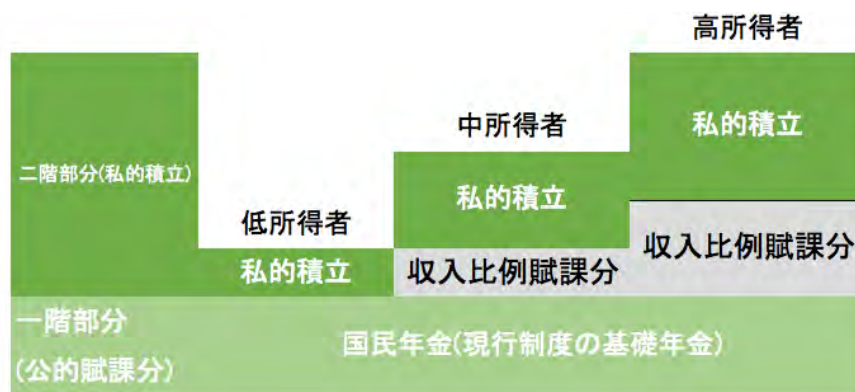 高所得者
中所得者
私的積立
二階部分(私的積立)
私的積立
低所得者
収入比例賦課分
私的積立
収入比例賦課分
一階部分
(公的賦課分)
国民年金(現行制度の基礎年金)